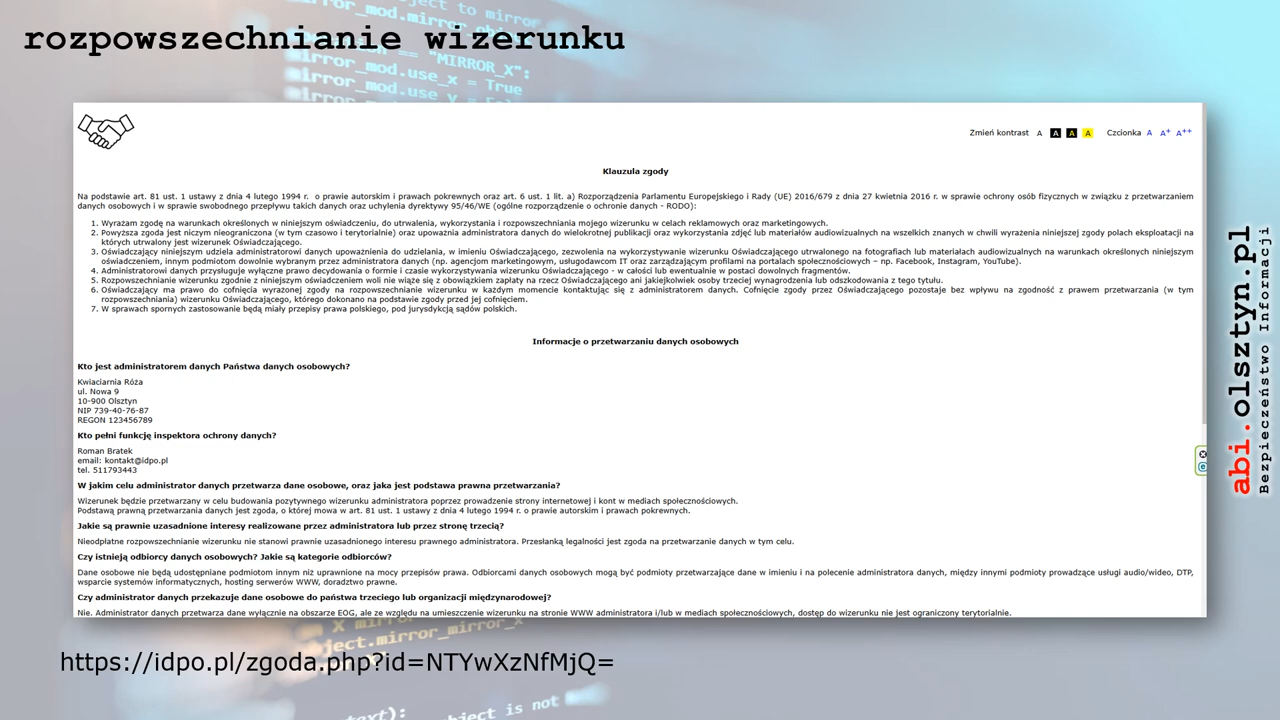 rozpowszechnianie wizerunku
Zmień kontrast A A A A Czcionka A A+ A++
Klauzula zgody
Na podstawie art. 81 ust. 1 ustawy z dnia 4 lutego 1994 r. o prawie autorskim i prawach pokrewnych oraz art. 6 ust. 1 lit. a) Rozporządzenia Parlamentu Europejskiego i Rady (UE) 2016/679 z dnia 27 kwietnia 2016 r. w sprawie ochrony osób fizycznych w związku z przetwarzaniem
danych osobowych i w sprawie swobodnego przepływu takich danych oraz uchylenia dyrektywy 95/46/WE (ogólne rozporządzenie o ochronie danych - RODO):
1. Wyrażam zgodę na warunkach określonych w niniejszym oświadczeniu, do utrwalenia, wykorzystania i rozpowszechniania mojego wizerunku w celach reklamowych oraz marketingowych.
2. Powyższa zgoda jest niczym nieograniczona (w tym czasowo i terytorialnie) oraz upoważnia administratora danych do wielokrotnej publikacji oraz wykorzystania zdjęć lub materiałów audiowizualnych na wszelkich znanych w chwili wyrażenia niniejszej zgody polach eksploatacji na
których utrwalony jest wizerunek Oświadczającego.
3. Oświadczający niniejszym udziela administratorowi danych upoważnienia do udzielania, w imieniu Oświadczającego, zezwolenia na wykorzystywanie wizerunku Oświadczającego utrwalonego na fotografiach lub materiałach audiowizualnych na warunkach określonych niniejszym
oświadczeniem, innym podmiotom dowolnie wybranym przez administratora danych (np. agencjom marketingowym, usługodawcom IT oraz zarządzającym profilami na portalach społecznościowych – np. Facebook, Instagram, YouTube).
4. Administratorowi danych przysługuje wyłączne prawo decydowania o formie i czasie wykorzystywania wizerunku Oświadczającego - w całości lub ewentualnie w postaci dowolnych fragmentów.
5. Rozpowszechnianie wizerunku zgodnie z niniejszym oświadczeniem woli nie wiąże się z obowiązkiem zapłaty na rzecz Oświadczającego ani jakiejkolwiek osoby trzeciej wynagrodzenia lub odszkodowania z tego tytułu.
6. Oświadczający ma prawo do cofnięcia wyrażonej zgody na rozpowszechnianie wizerunku w każdym momencie kontaktując się z administratorem danych. Cofnięcie zgody przez Oświadczającego pozostaje bez wpływu na zgodność z prawem przetwarzania (w tym
rozpowszechniania) wizerunku Oświadczającego, którego dokonano na podstawie zgody przed jej cofnięciem.
7. W sprawach spornych zastosowanie będą miały przepisy prawa polskiego, pod jurysdykcją sądów polskich.
Informacje o przetwarzaniu danych osobowych
Kto jest administratorem danych Państwa danych osobowych?
Kwiaciarnia Róża
ul. Nowa 9
10-900 Olsztyn
NIP 739-40-76-87
REGON 123456789
Kto pełni funkcję inspektora ochrony danych?
Roman Bratek
email: kontakt@idpo.pl
tel. 511793443
W jakim celu administrator danych przetwarza dane osobowe, oraz jaka jest podstawa prawna przetwarzania?
Wizerunek będzie przetwarzany w celu budowania pozytywnego wizerunku administratora poprzez prowadzenie strony internetowej i kont w mediach społecznościowych.
Podstawą prawną przetwarzania danych jest zgoda, o której mowa w art. 81 ust. 1 ustawy z dnia 4 lutego 1994 r. o prawie autorskim i prawach pokrewnych.
Jakie są prawnie uzasadnione interesy realizowane przez administratora lub przez stronę trzecią?
Nieodpłatne rozpowszechnianie wizerunku nie stanowi prawnie uzasadnionego interesu prawnego administratora. Przesłanką legalności jest zgoda na przetwarzanie danych w tym celu.
Czy istnieją odbiorcy danych osobowych? Jakie są kategorie odbiorców?
Dane osobowe nie będą udostępniane podmiotom innym niż uprawnione na mocy przepisów prawa. Odbiorcami danych osobowych mogą być podmioty przetwarzające dane w imieniu i na polecenie administratora danych, między innymi podmioty prowadzące usługi audio/wideo, DTP,
wsparcie systemów informatycznych, hosting serwerów WWW, doradztwo prawne.
Czy administrator danych przekazuje dane osobowe do państwa trzeciego lub organizacji międzynarodowej?
Nie. Administrator danych przetwarza dane wyłącznie na obszarze EOG, ale ze względu na umieszczenie wizerunku na stronie WWW administratora i/lub w mediach społecznościowych, dostęp do wizerunku nie jest ograniczony terytorialnie.
https://idpo.pl/zgoda.php?id=NTYwXzNfMjQ=
abi.olsztyn.pl
Bezpieczeństwo Informacji